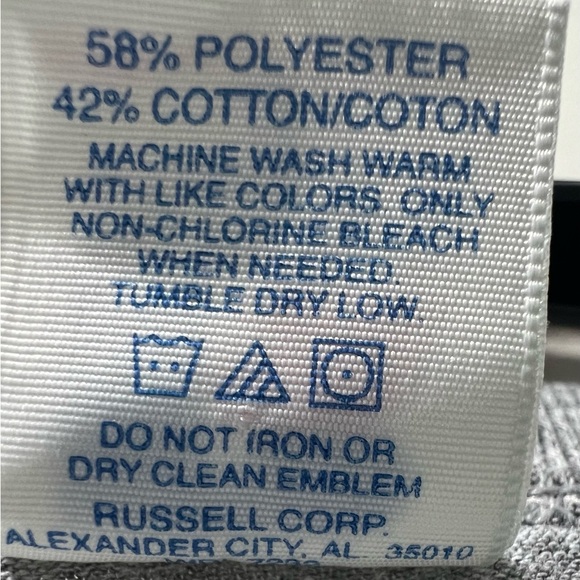 58% POLYESTER
42% COTTON/COTON
MACHINE WASH WARM
WITH LIKE COLORS. ONLY
NON-CHLORINE BLEACH
WHEN NEEDED.
TUMBLE DRY LOW.
DO NOT IRON OR
DRY CLEAN EMBLEM
RUSSELL CORP.
ALEXANDER CITY, AL 35010